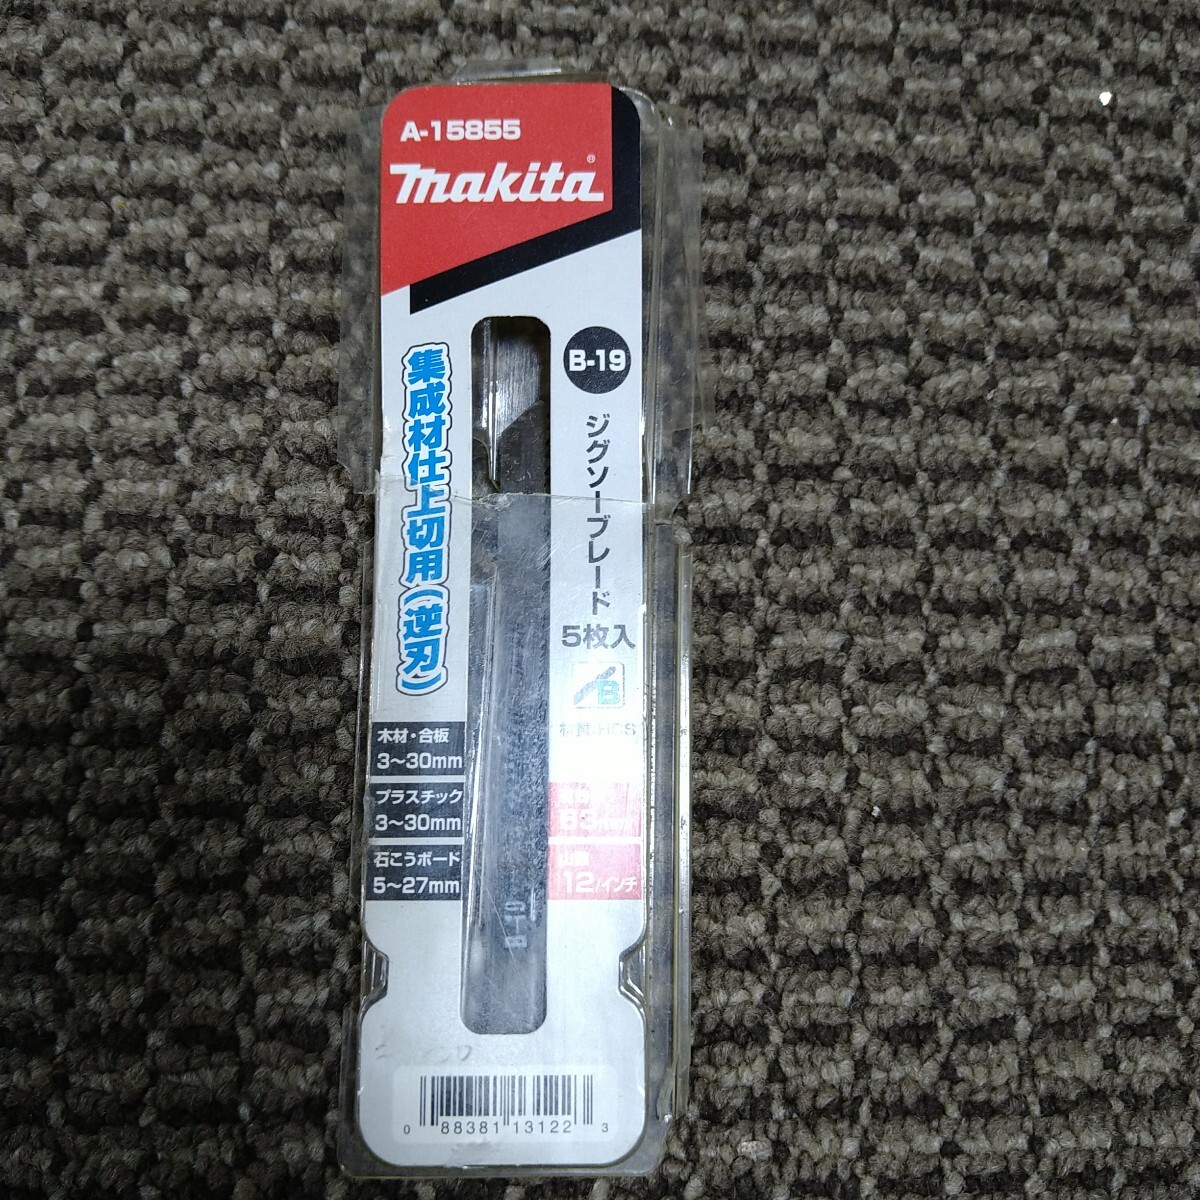 A-15855
makita®
B-19
集成材仕上切用(逆刃)
ジグソーブレード
5枚入
B
木材・合板
3~30mm
プラスチック
3~30mm
石こうボード
5~27mm
12/インチ
B-19
0 88381 13122 3